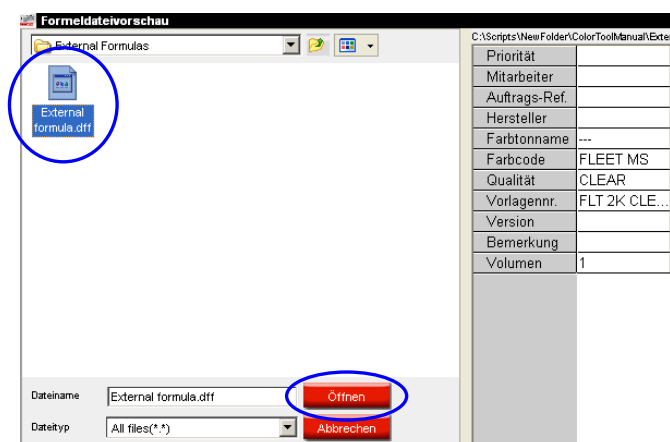 Formeldateivorschau
External Formulas
External
formula.dff
Dateiname External formula.dff Öffnen
Dateityp All files(*.*) Abbrechen
C:\Scripts\NewFolder\ColorToolManual\Exte
Priorität
Mitarbeiter
Auftrags-Ref.
Hersteller
Farbtonname ---
Farbcode FLEET MS
Qualität CLEAR
Vorlagennr. FLT 2K CLE...
Version
Bemerkung
Volumen 1